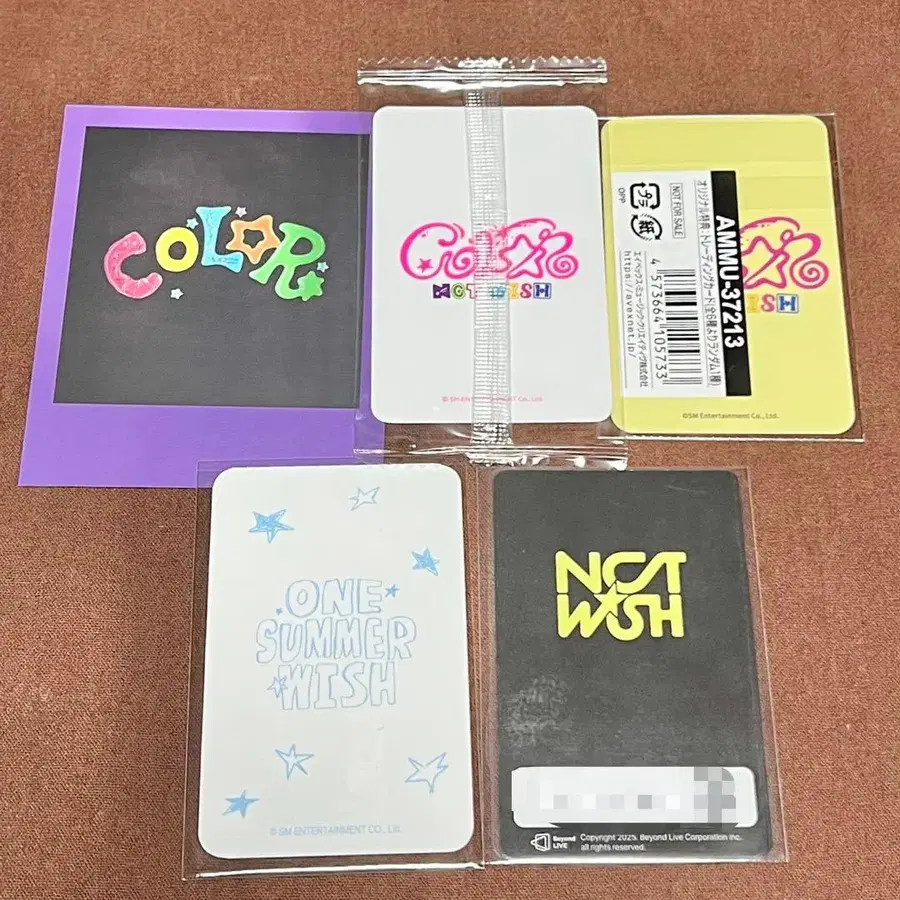 COLOR
COLOR
NCT WISH
© SM Entertainment Co., Ltd.
OPP
プラ
紙
NOT FOR SALE
AMMU-37213
オリジナル特典:トレーディングカード(全6種よりランダム1種)
4 573664 105733
エイベックス・ミュージック・クリエイティヴ株式会社
https://avexnet.jp/
©SM Entertainment Co., Ltd.
ONE
SUMMER
WISH
© SM ENTERTAINMENT CO., Ltd.
NCT
WISH
Beyond
LIVE
Copyright 2025. Beyond Live Corporation Inc.
all rights reserved.